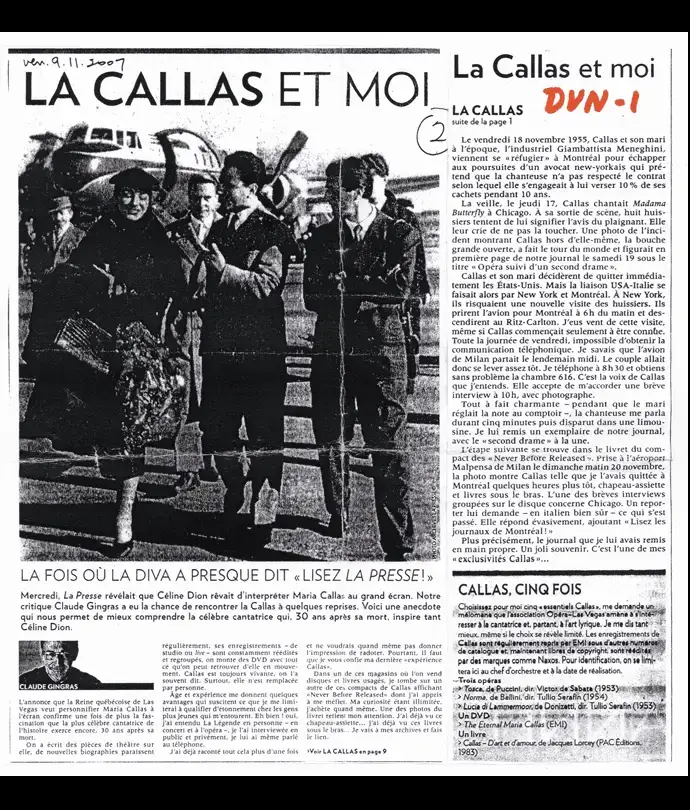 ven. 9.11.2007
LA CALLAS ET MOI
2
LA FOIS OÙ LA DIVA A PRESQUE DIT « LISEZ LA PRESSE! »
Mercredi, La Presse révélait que Céline Dion rêvait d'interpréter Maria Callas au grand écran. Notre
critique Claude Gingras a eu la chance de rencontrer la Callas à quelques reprises. Voici une anecdote
qui nous permet de mieux comprendre la célèbre cantatrice qui, 30 ans après sa mort, inspire tant
Céline Dion.
CLAUDE GINGRAS
L'annonce que la Reine québécoise de Las
Vegas veut personnifier Maria Callas à
l'écran confirme une fois de plus la fas-
cination que la plus célèbre cantatrice de
l'histoire exerce encore, 30 ans après sa
mort.
On a écrit des pièces de théâtre sur
elle, de nouvelles biographies paraissent
régulièrement, ses enregistrements – de
studio ou live – sont constamment réédités
et regroupés, on monte des DVD avec tout
ce qu'on peut retrouver d'elle en mouve-
ment. Callas est toujours vivante, on l'a
souvent dit. Surtout, elle n'est remplacée
par personne.
Âge et expérience me donnent quelques
avantages qui suscitent ce que je me limi-
terai à qualifier d'étonnement chez les gens
plus jeunes qui m'entourent. Eh bien! oui,
j'ai entendu La Légende en personne – en
concert et à l'opéra –, je l'ai interviewée en
public et privément, je lui ai même parlé
au téléphone.
J'ai déjà raconté tout cela plus d'une fois
et ne voudrais quand même pas donner
l'impression de radoter. Pourtant, il faut
que je vous confie ma dernière «expérience
Callas».
Dans un de ces magasins où l'on vend
disques et livres usagés, je tombe sur un
autre de ces compacts de Callas affichant
«Never Before Released» dont j'ai appris
à me méfier. Ma curiosité étant illimitée,
j'achète quand même. Une des photos du
livret retient mon attention. J'ai déjà vu ce
chapeau-assiette... j'ai déjà vu ces livres
sous le bras... Je vais à mes archives et fais
le lien.
>Voir LA CALLAS en page 9
La Callas et moi
DVN-1
LA CALLAS
suite de la page 1
Le vendredi 18 novembre 1955, Callas et son mari
à l'époque, l'industriel Giambattista Meneghini,
viennent se «réfugier» à Montréal pour échapper
aux poursuites d'un avocat new-yorkais qui pré-
tend que la chanteuse n'a pas respecté le contrat
selon lequel elle s'engageait à lui verser 10 % de ses
cachets pendant 10 ans.
La veille, le jeudi 17, Callas chantait Madama
Butterfly à Chicago. À sa sortie de scène, huit huis-
siers tentent de lui signifier l'avis du plaignant. Elle
leur crie de ne pas la toucher. Une photo de l'inci-
dent montrant Callas hors d'elle-même, la bouche
grande ouverte, a fait le tour du monde et figurait en
première page de notre journal le samedi 19 sous le
titre «Opéra suivi d'un second drame».
Callas et son mari décidèrent de quitter immédia-
tement les États-Unis. Mais la liaison USA-Italie se
faisait alors par New York et Montréal. À New York,
ils risquaient une nouvelle visite des huissiers. Ils
prirent l'avion pour Montréal à 6h du matin et des-
cendirent au Ritz-Carlton. J'eus vent de cette visite,
même si Callas commençait seulement à être connue.
Toute la journée de vendredi, impossible d'obtenir la
communication téléphonique. Je savais que l'avion
de Milan partait le lendemain midi. Le couple allait
donc se lever assez tôt. Je téléphone à 8h30 et obtiens
sans problème la chambre 616. C'est la voix de Callas
que j'entends. Elle accepte de m'accorder une brève
interview à 10h, avec photographe.
Tout à fait charmante – pendant que le mari
réglait la note au comptoir –, la chanteuse me parla
durant cinq minutes puis disparut dans une limou-
sine. Je lui remis un exemplaire de notre journal,
avec le «second drame» à la une.
L'étape suivante se trouve dans le livret du com-
pact des «Never Before Released». Prise à l'aéroport
Malpensa de Milan le dimanche matin 20 novembre,
la photo montre Callas telle que je l'avais quittée à
Montréal quelques heures plus tôt, chapeau-assiette
et livres sous le bras. L'une des brèves interviews
groupées sur le disque concerne Chicago. Un repor-
ter lui demande – en italien bien sûr – ce qui s'est
passé. Elle répond évasivement, ajoutant «Lisez les
journaux de Montréal!»
Plus précisément, le journal que je lui avais remis
en main propre. Un joli souvenir. C'est l'une de mes
«exclusivités Callas»...
CALLAS, CINQ FOIS
Choisissez pour moi cinq «essentiels Callas», me demande un
mélomane que l'association Opéra-Las Vegas amène à s'inté-
resser à la cantatrice et, partant, à l'art lyrique. Je me dis tant
mieux, même si le choix se révèle limité. Les enregistrements de
Callas sont régulièrement repris par EMI sous d'autres numéros
de catalogue et, maintenant libres de copyright, sont réédités
par des marques comme Naxos. Pour identification, on se limi-
tera ici au chef d'orchestre et à la date de réalisation.
Trois opéras
> Tosca, de Puccini, dir. Victor de Sabata (1953)
> Norma, de Bellini, dir. Tullio Serafin (1954)
> Lucia di Lammermoor, de Donizetti, dir. Tullio Serafin (1953)
Un DVD
> The Eternal Maria Callas (EMI)
Un livre
> Callas – D'art et d'amour, de Jacques Lorcey (PAC Éditions,
1983)